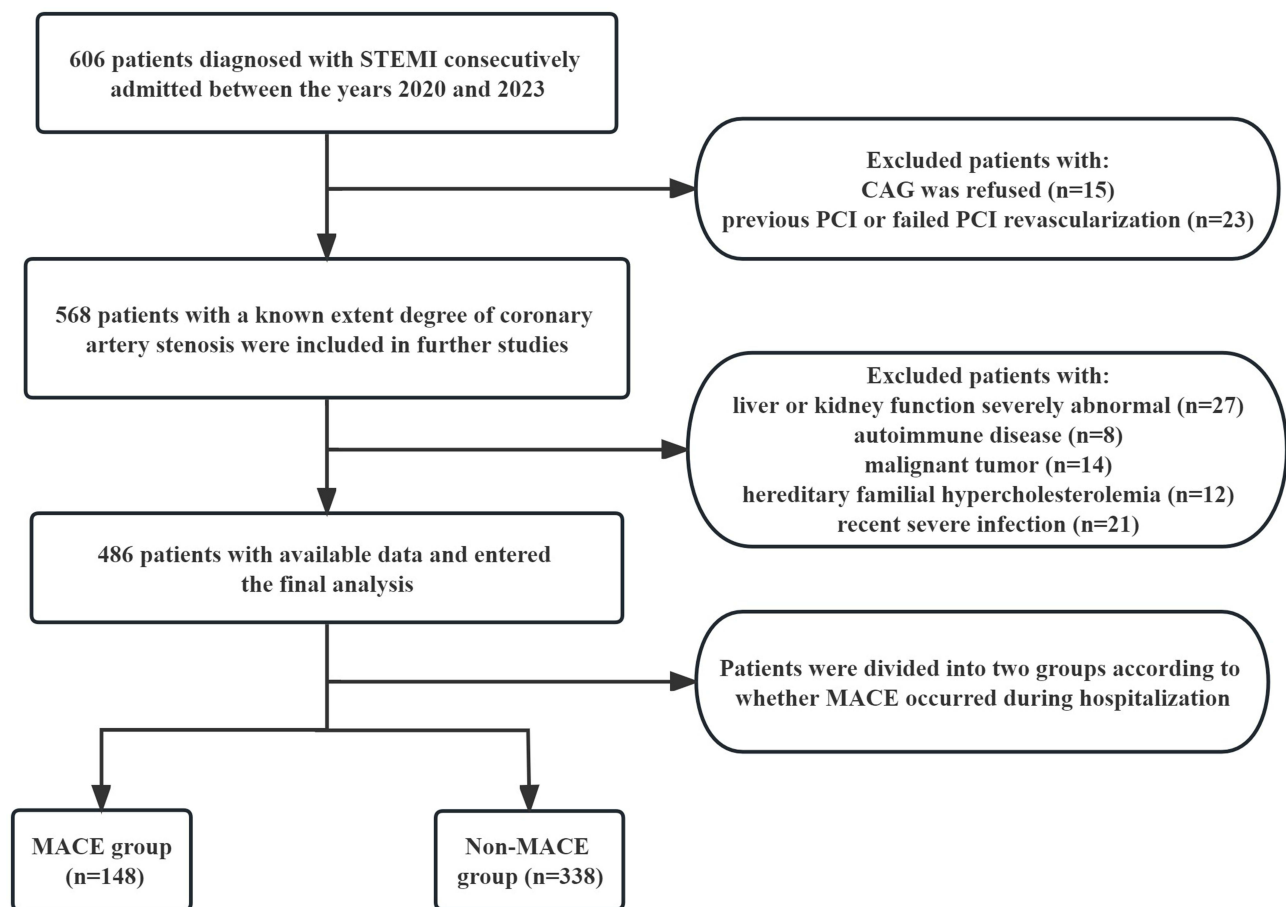 606 patients diagnosed with STEMI consecutively
admitted between the years 2020 and 2023
Excluded patients with:
CAG was refused (n=15)
previous PCI or failed PCI revascularization (n=23)
568 patients with a known extent degree of coronary
artery stenosis were included in further studies
Excluded patients with:
liver or kidney function severely abnormal (n=27)
autoimmune disease (n=8)
malignant tumor (n=14)
hereditary familial hypercholesterolemia (n=12)
recent severe infection (n=21)
486 patients with available data and entered
the final analysis
Patients were divided into two groups according to
whether MACE occurred during hospitalization
MACE group
(n=148)
Non-MACE
group (n=338)